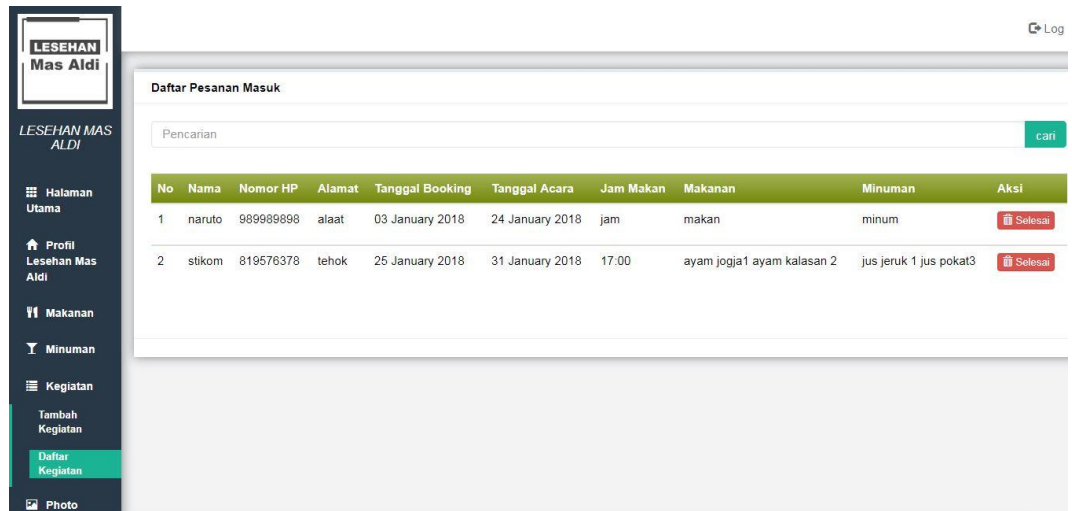 LESEHAN
Mas Aldi
LESEHAN MAS
ALDI
Halaman
Utama
Profil
Lesehan Mas
Aldi
Makanan
Minuman
Kegiatan
Tambah
Kegiatan
Daftar
Kegiatan
Photo
Log
Daftar Pesanan Masuk
Pencarian cari
No Nama Nomor HP Alamat Tanggal Booking Tanggal Acara Jam Makan Makanan Minuman Aksi
1 naruto 989989898 alaat 03 January 2018 24 January 2018 jam makan minum Selesai
2 stikom 819576378 tehok 25 January 2018 31 January 2018 17:00 ayam jogja1 ayam kalasan 2 jus jeruk 1 jus pokat3 Selesai